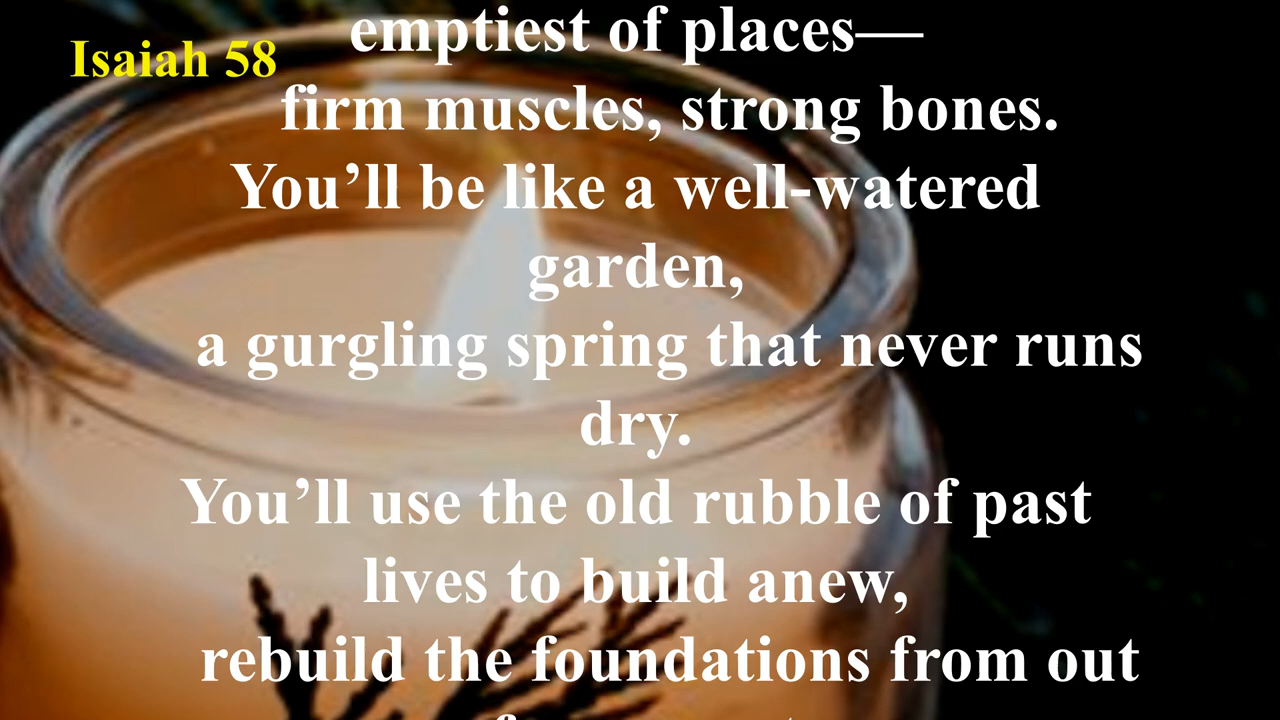 emptiest of places—
Isaiah 58
firm muscles, strong bones.
You’ll be like a well-watered
garden,
a gurgling spring that never runs
dry.
You’ll use the old rubble of past
lives to build anew,
rebuild the foundations from out